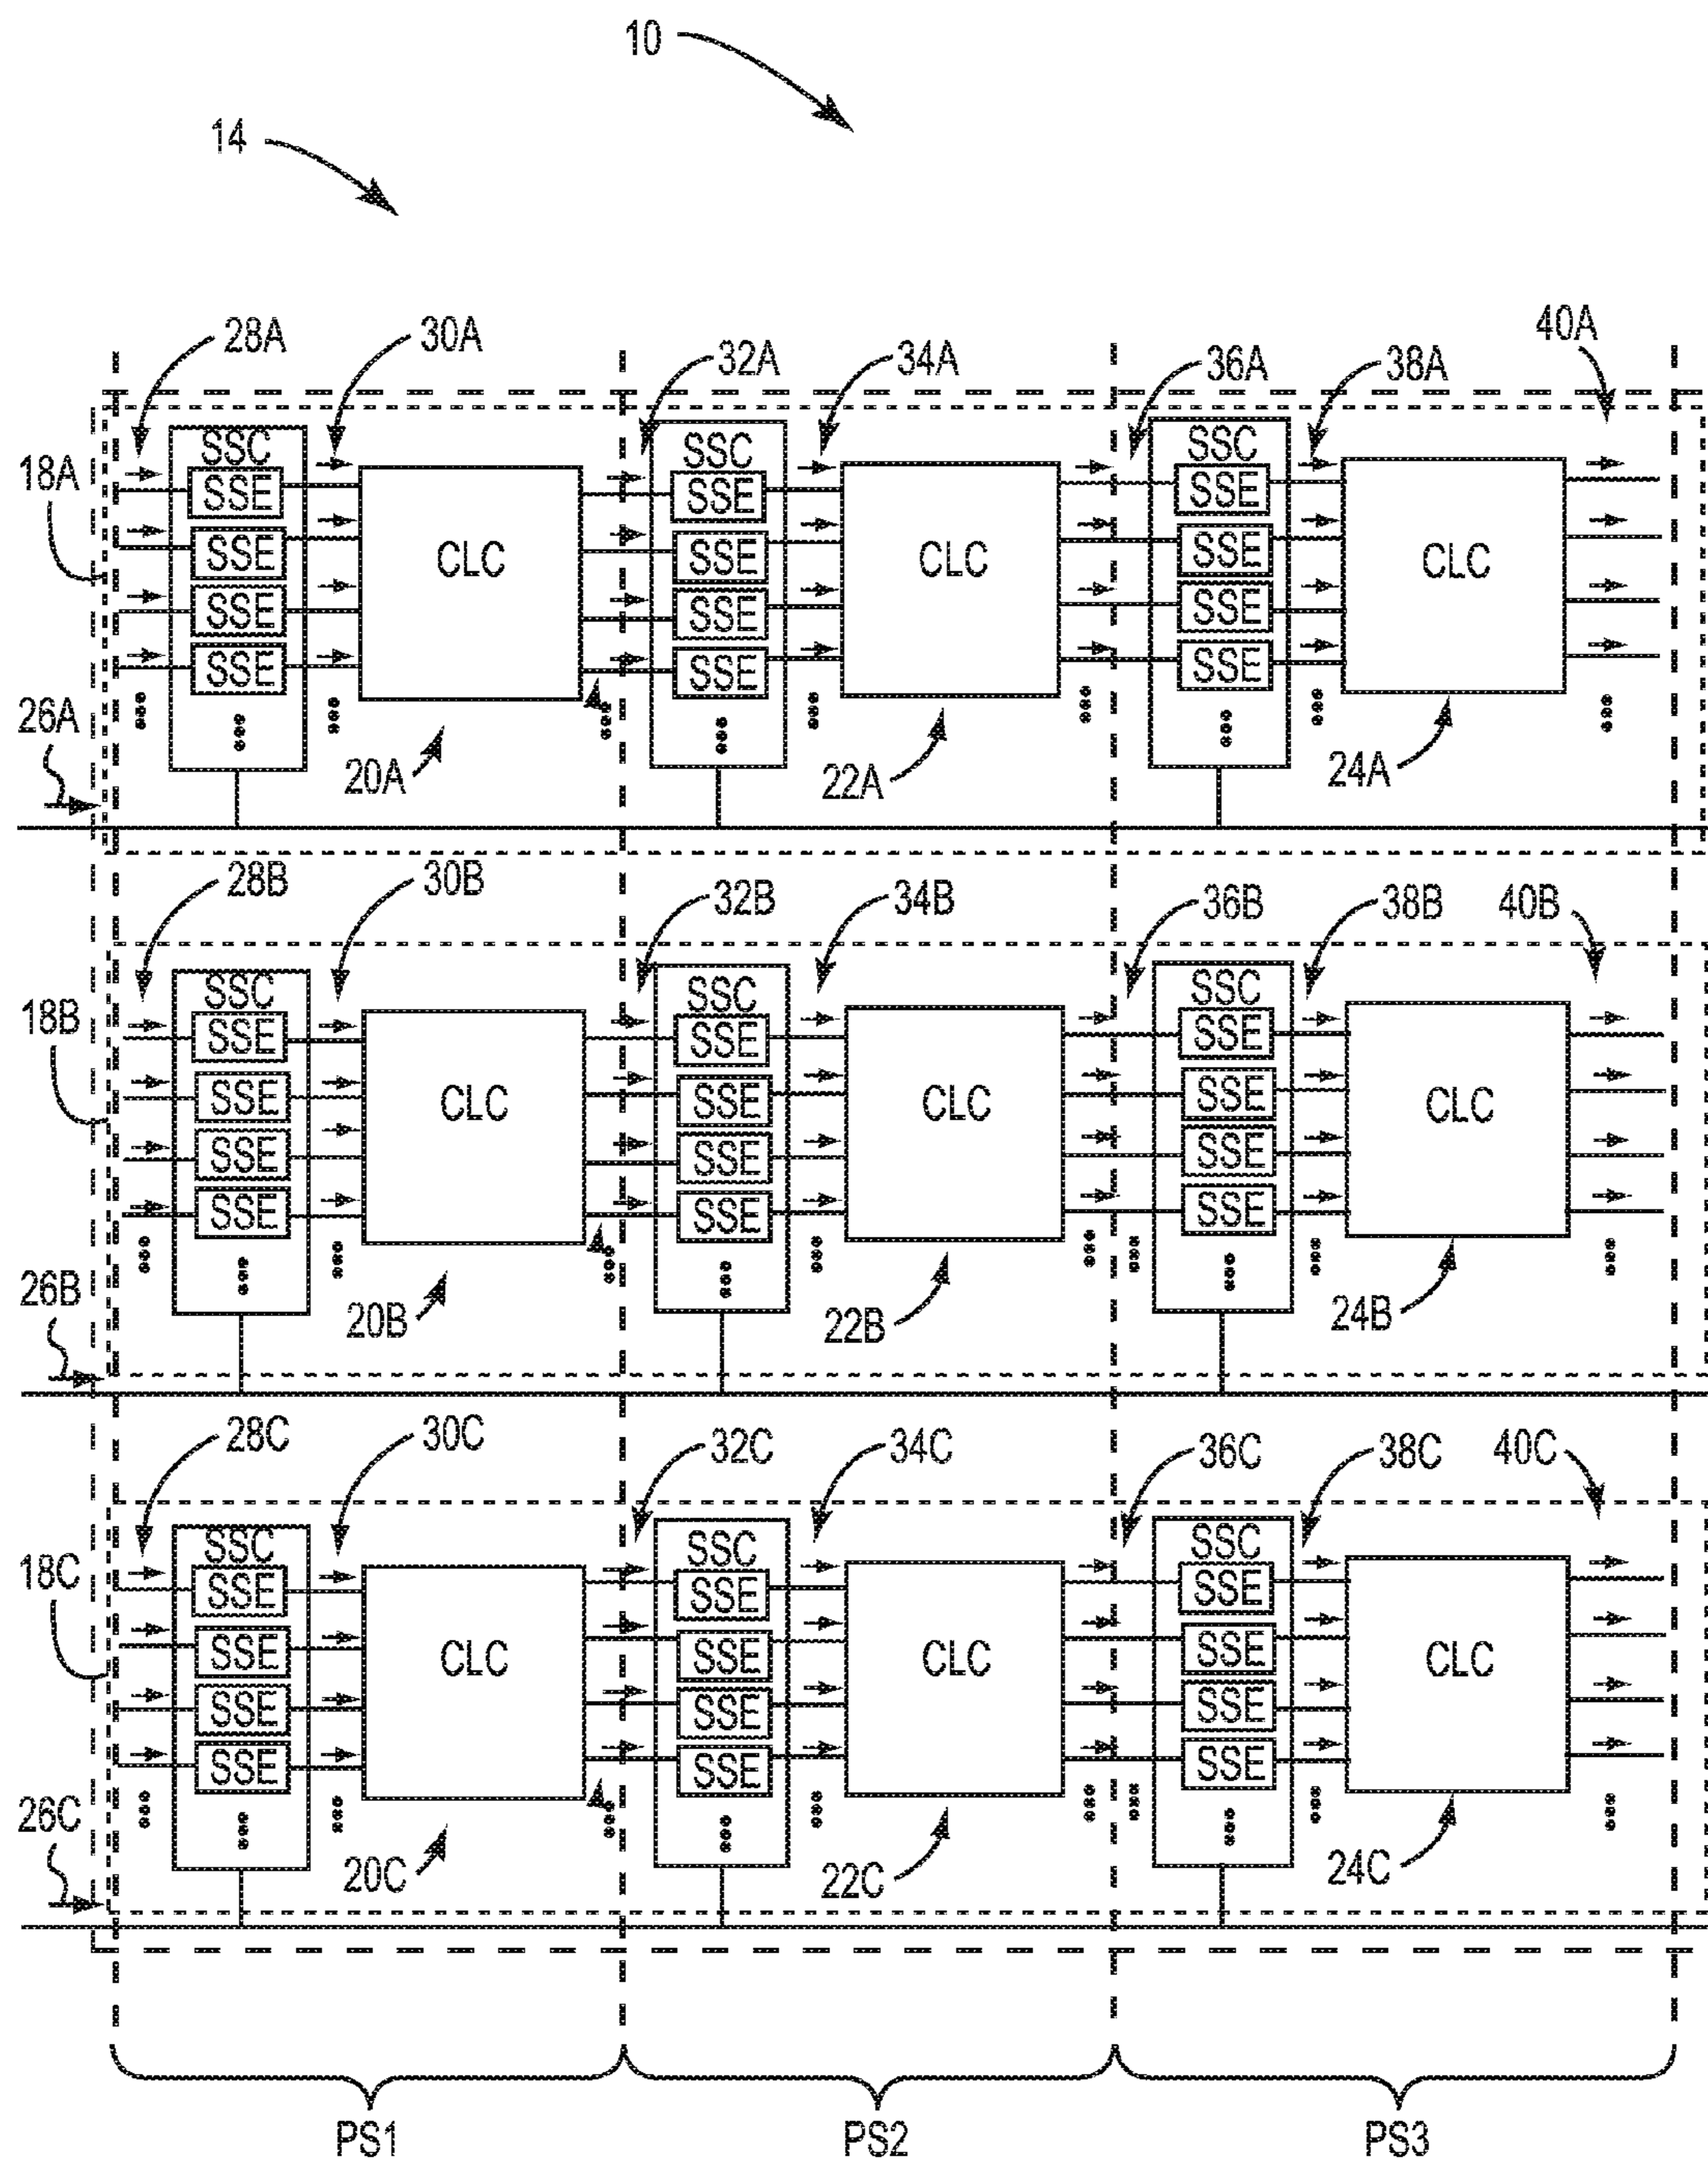 10
14
28A 30A 32A 34A 36A 38A 40A
18A
SSC SSC SSC
SSE SSE SSE
SSE SSE SSE
SSE SSE SSE
SSE SSE SSE
CLC CLC CLC
26A
20A 22A 24A
28B 30B 32B 34B 36B 38B 40B
18B
SSC SSC SSC
SSE SSE SSE
SSE SSE SSE
SSE SSE SSE
SSE SSE SSE
CLC CLC CLC
26B
20B 22B 24B
28C 30C 32C 34C 36C 38C 40C
18C
SSC SSC SSC
SSE SSE SSE
SSE SSE SSE
SSE SSE SSE
SSE SSE SSE
CLC CLC CLC
26C
20C 22C 24C
PS1 PS2 PS3